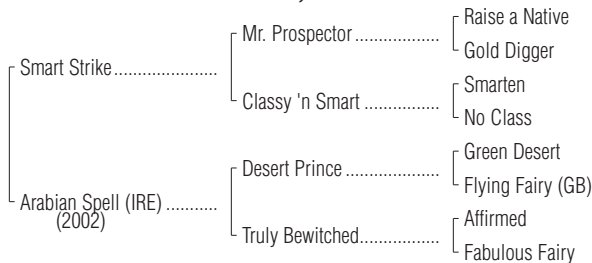 Raise a Native
Mr. Prospector..................
Gold Digger
Smart Strike......................
Smarten
Classy 'n Smart ................
No Class
Green Desert
Desert Prince ....................
Flying Fairy (GB)
Arabian Spell (IRE) ...........
(2002)
Affirmed
Truly Bewitched.................
Fabulous Fairy